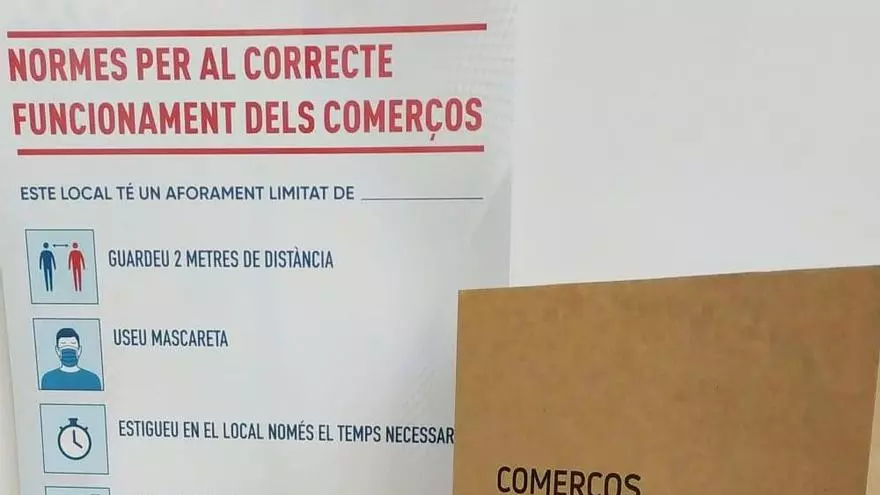 NORMES PER AL CORRECTE
FUNCIONAMENT DELS COMERÇOS
ESTE LOCAL TÉ UN AFORAMENT LIMITAT DE
GUARDEU 2 METRES DE DISTÀNCIA
USEU MASCARETA
ESTIGUEU EN EL LOCAL NOMÉS EL TEMPS NECESSAR
COMERÇOS